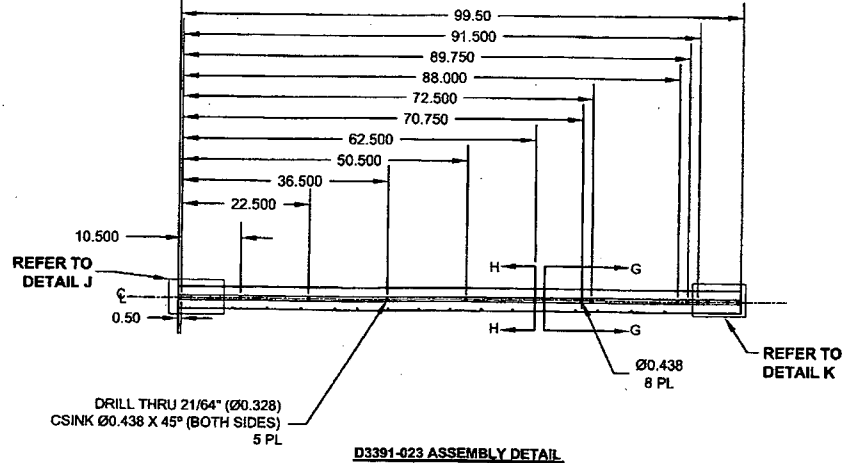 99.50
91.500
89.750
88.000
72.500
70.750
62.500
50.500
36.500
22.500
10.500
REFER TO
DETAIL J
H
G
℄
0.50
H
G
Ø0.438
8 PL
REFER TO
DETAIL K
DRILL THRU 21/64" (Ø0.328)
CSINK Ø0.438 X 45° (BOTH SIDES)
5 PL
D3391-023 ASSEMBLY DETAIL